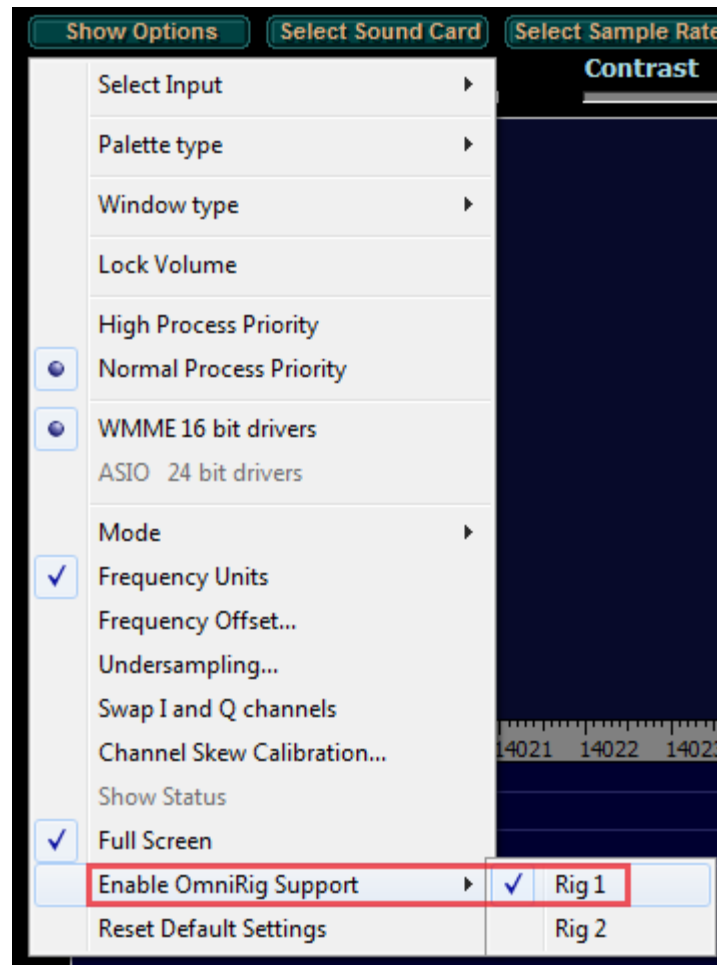 Show Options Select Sound Card Select Sample Rate
Contrast
Select Input
Palette type
Window type
Lock Volume
High Process Priority
Normal Process Priority
WMME 16 bit drivers
ASIO 24 bit drivers
Mode
Frequency Units
Frequency Offset...
Undersampling...
Swap I and Q channels
Channel Skew Calibration...
14021 14022 14023
Show Status
Full Screen
Enable OmniRig Support Rig 1
Reset Default Settings Rig 2